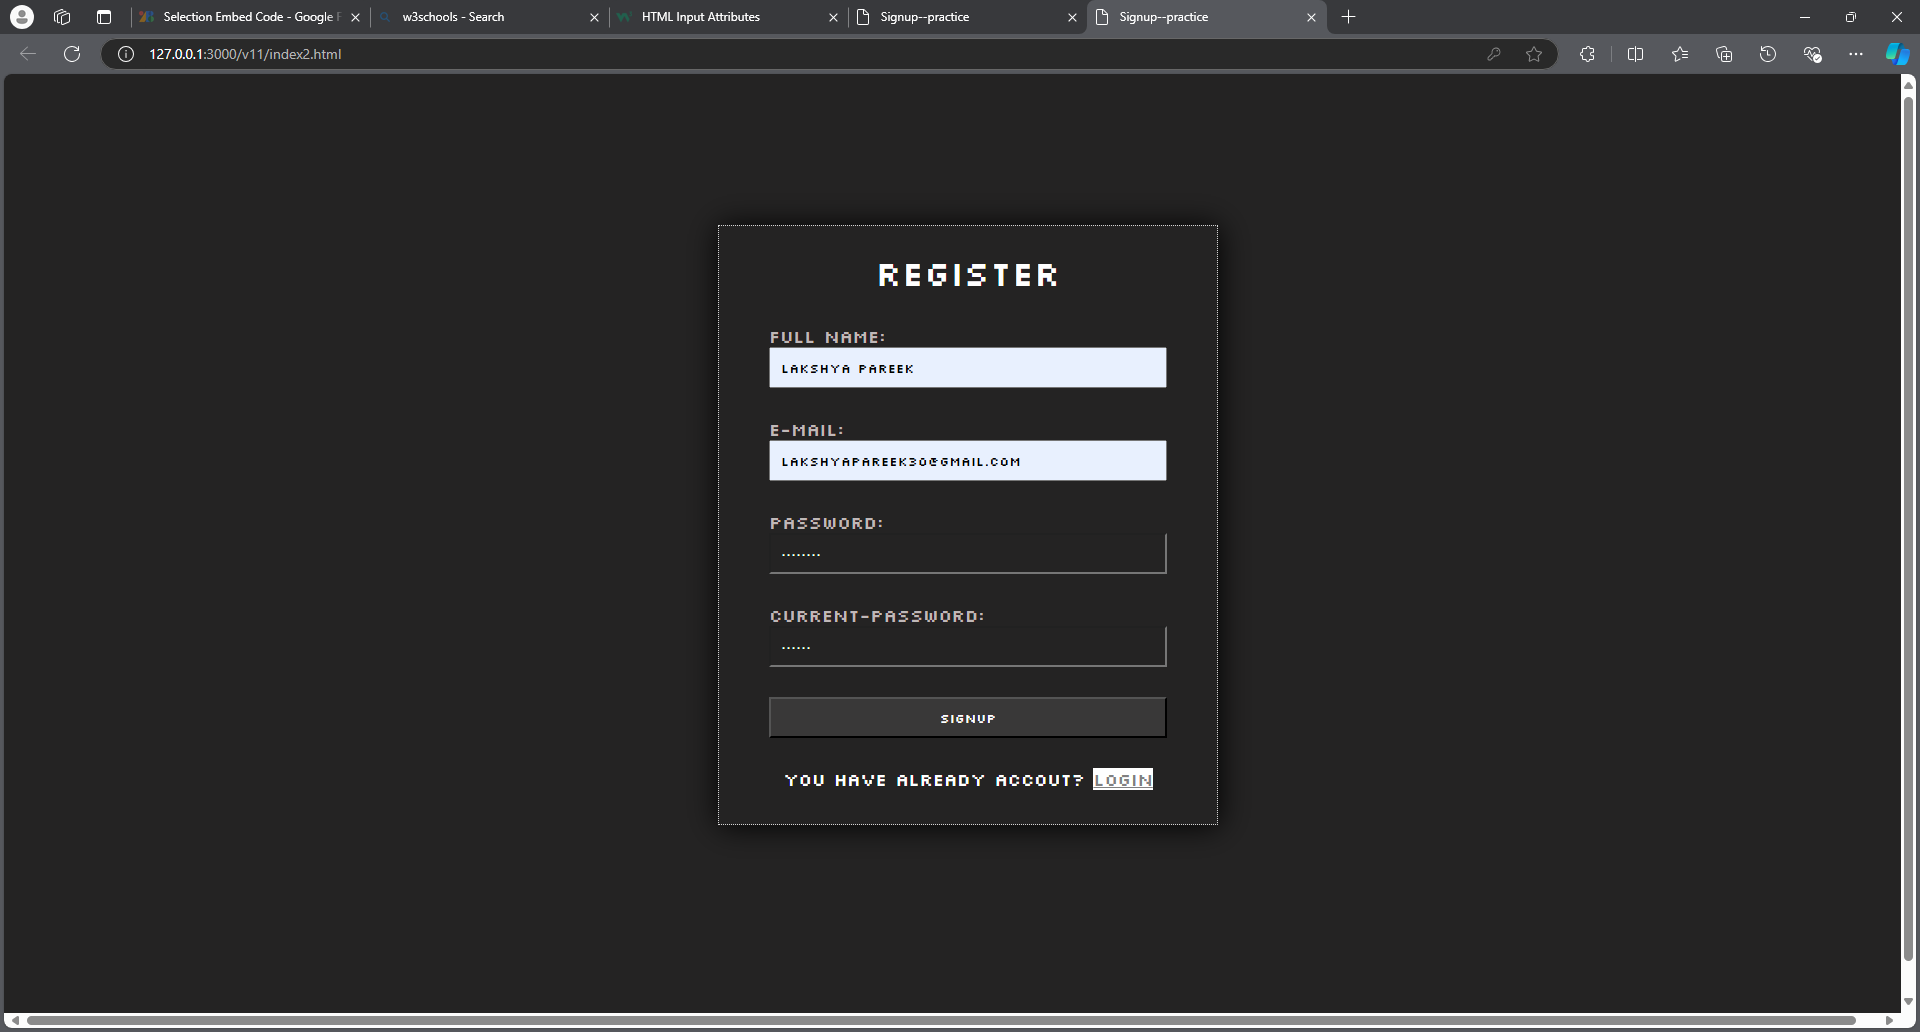 Selection Embed Code - Google F
w3schools - Search
HTML Input Attributes
Signup--practice
Signup--practice
127.0.0.1:3000/v11/index2.html
REGISTER
FULL NAME:
LAKSHYA PAREEK
E-MAIL:
LAKSHYAPAREEK30@GMAIL.COM
PASSWORD:
········
CURRENT-PASSWORD:
······
SIGNUP
YOU HAVE ALREADY ACCOUT? LOGIN